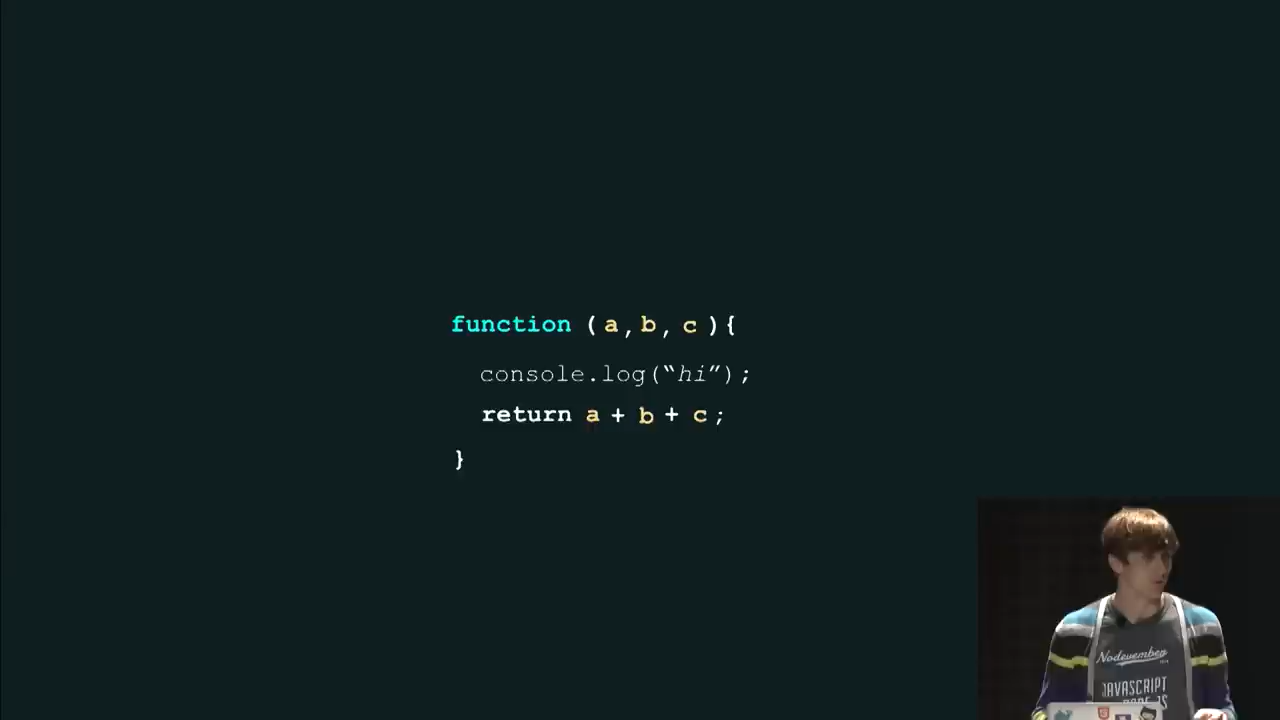 function (a,b,c){
console.log(“hi”);
return a + b + c;
}
Nodevember
JAVASCRIPT